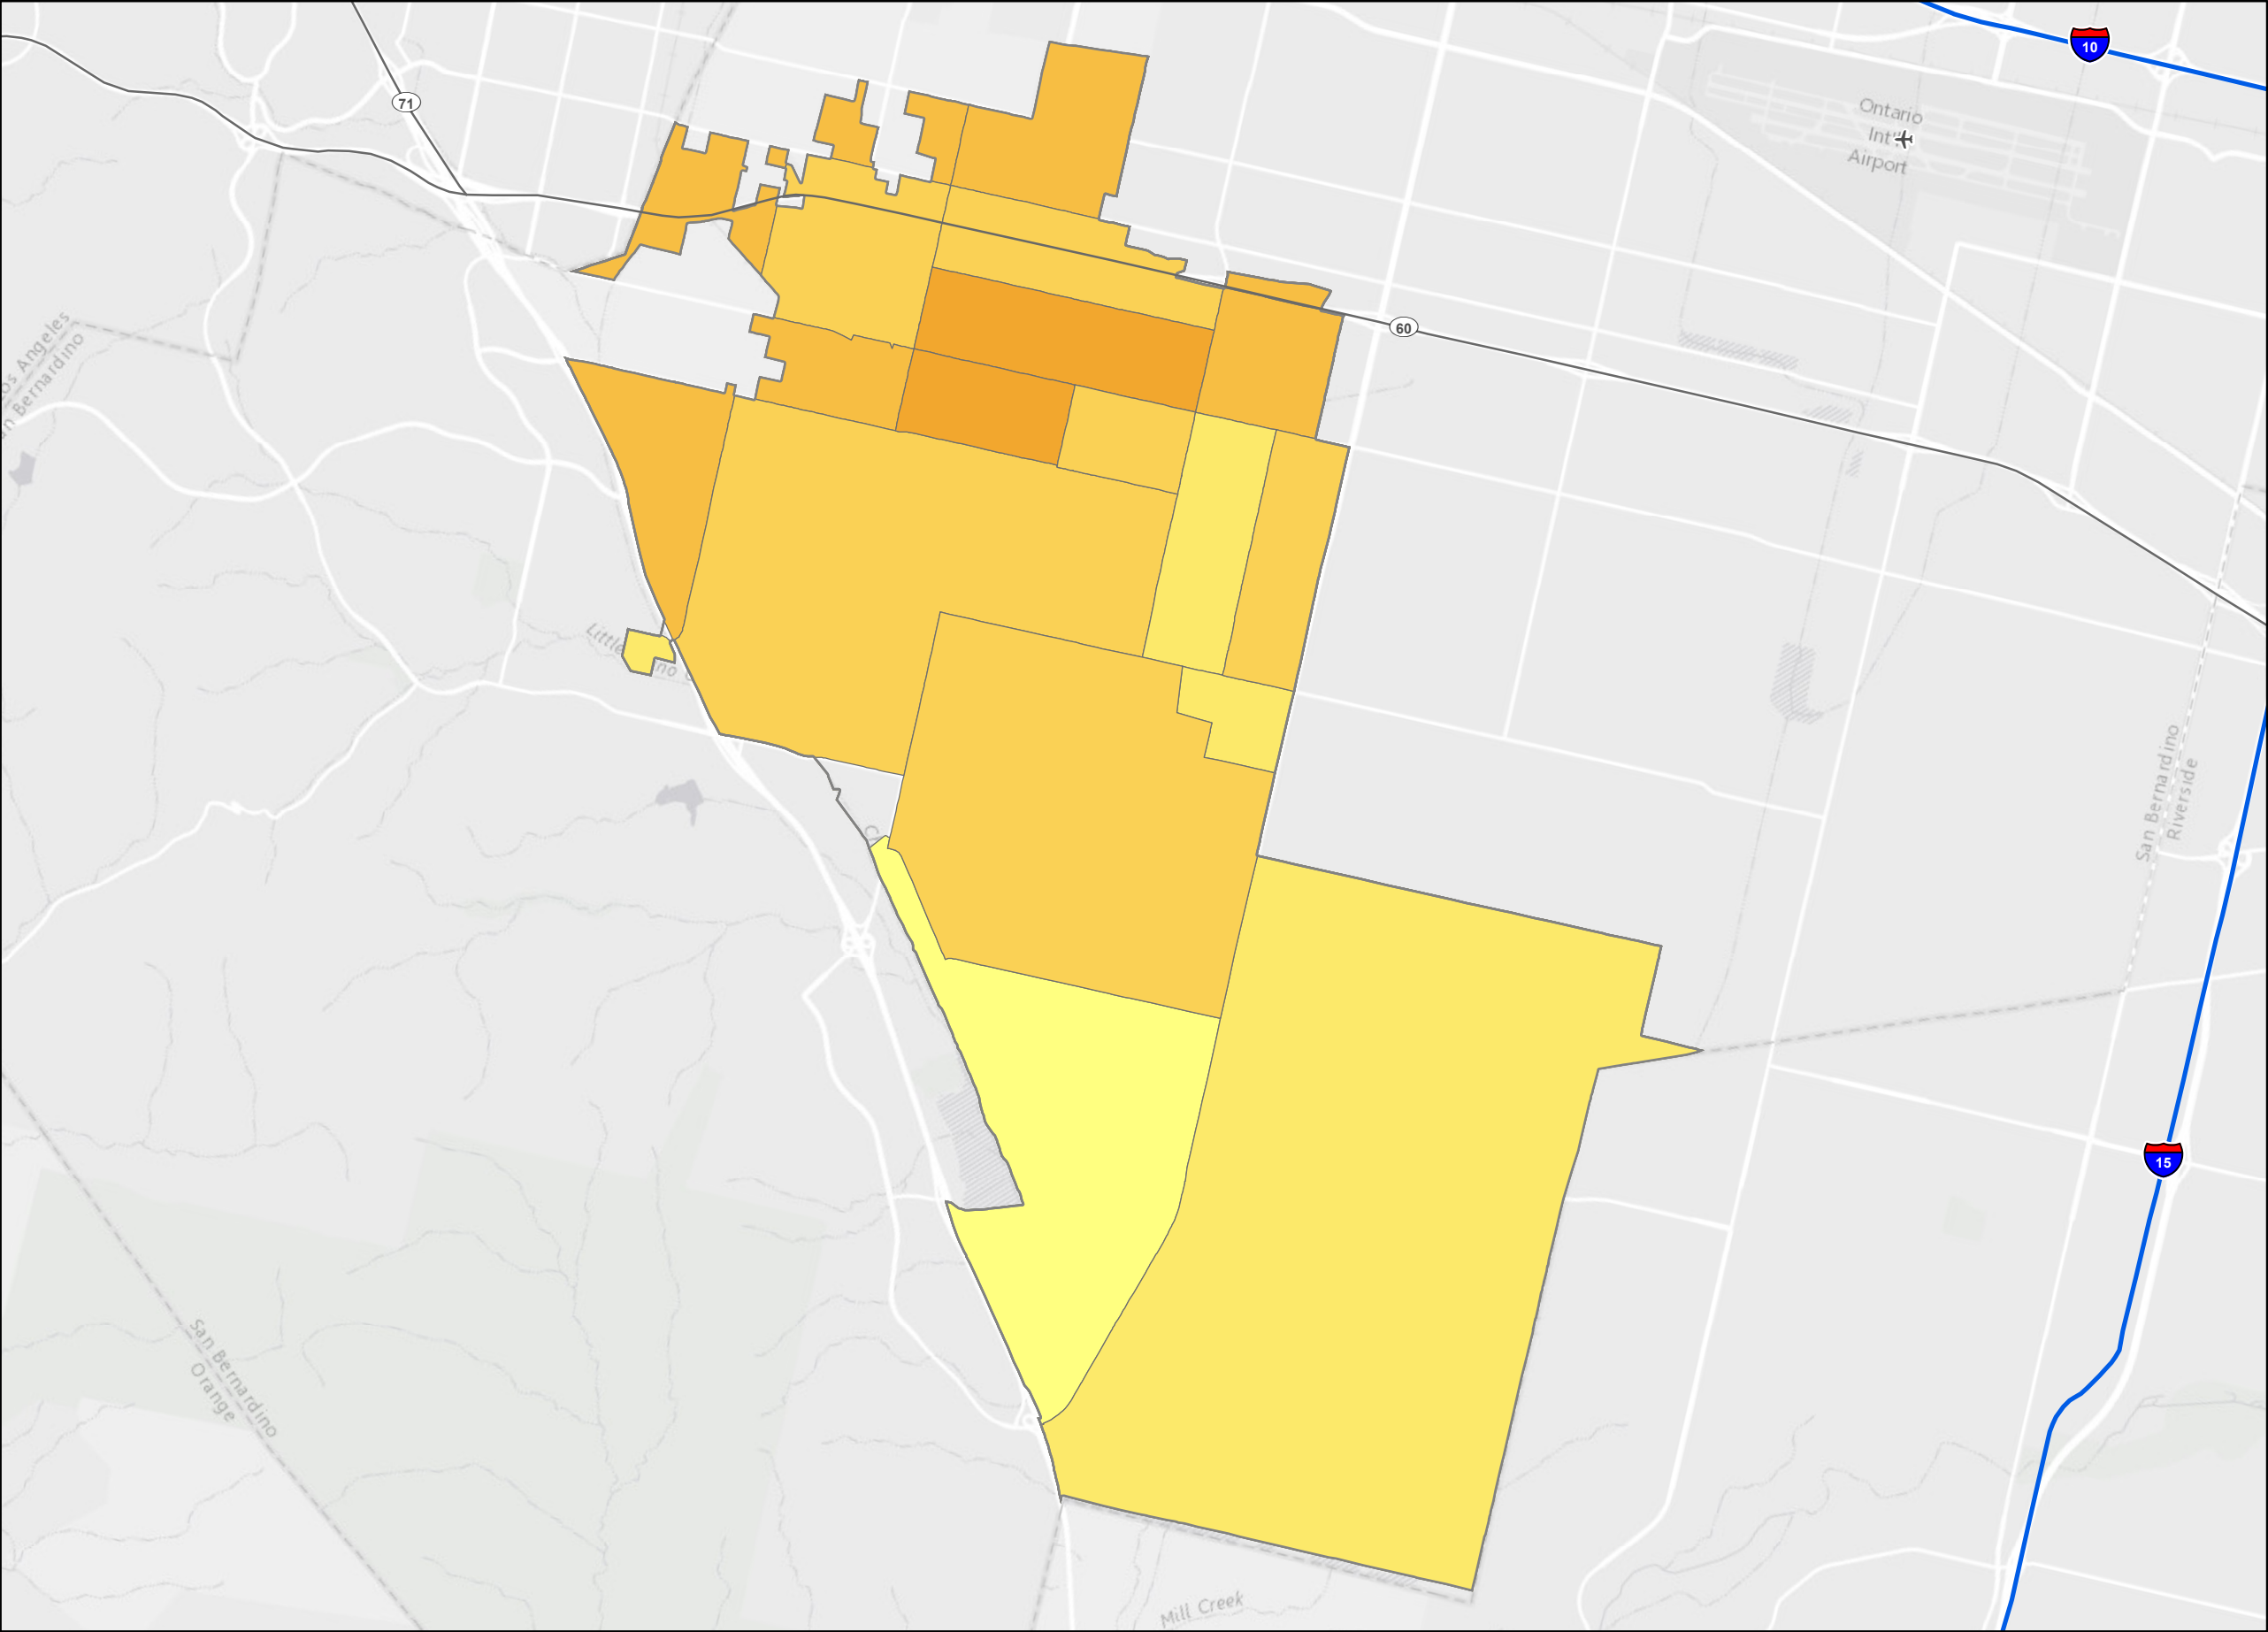 10
71
Ontario
Int'l
Airport
60
Los Angeles
San Bernardino
Little
San Bernardino
Riverside
15
San Bernardino
Orange
Mill Creek